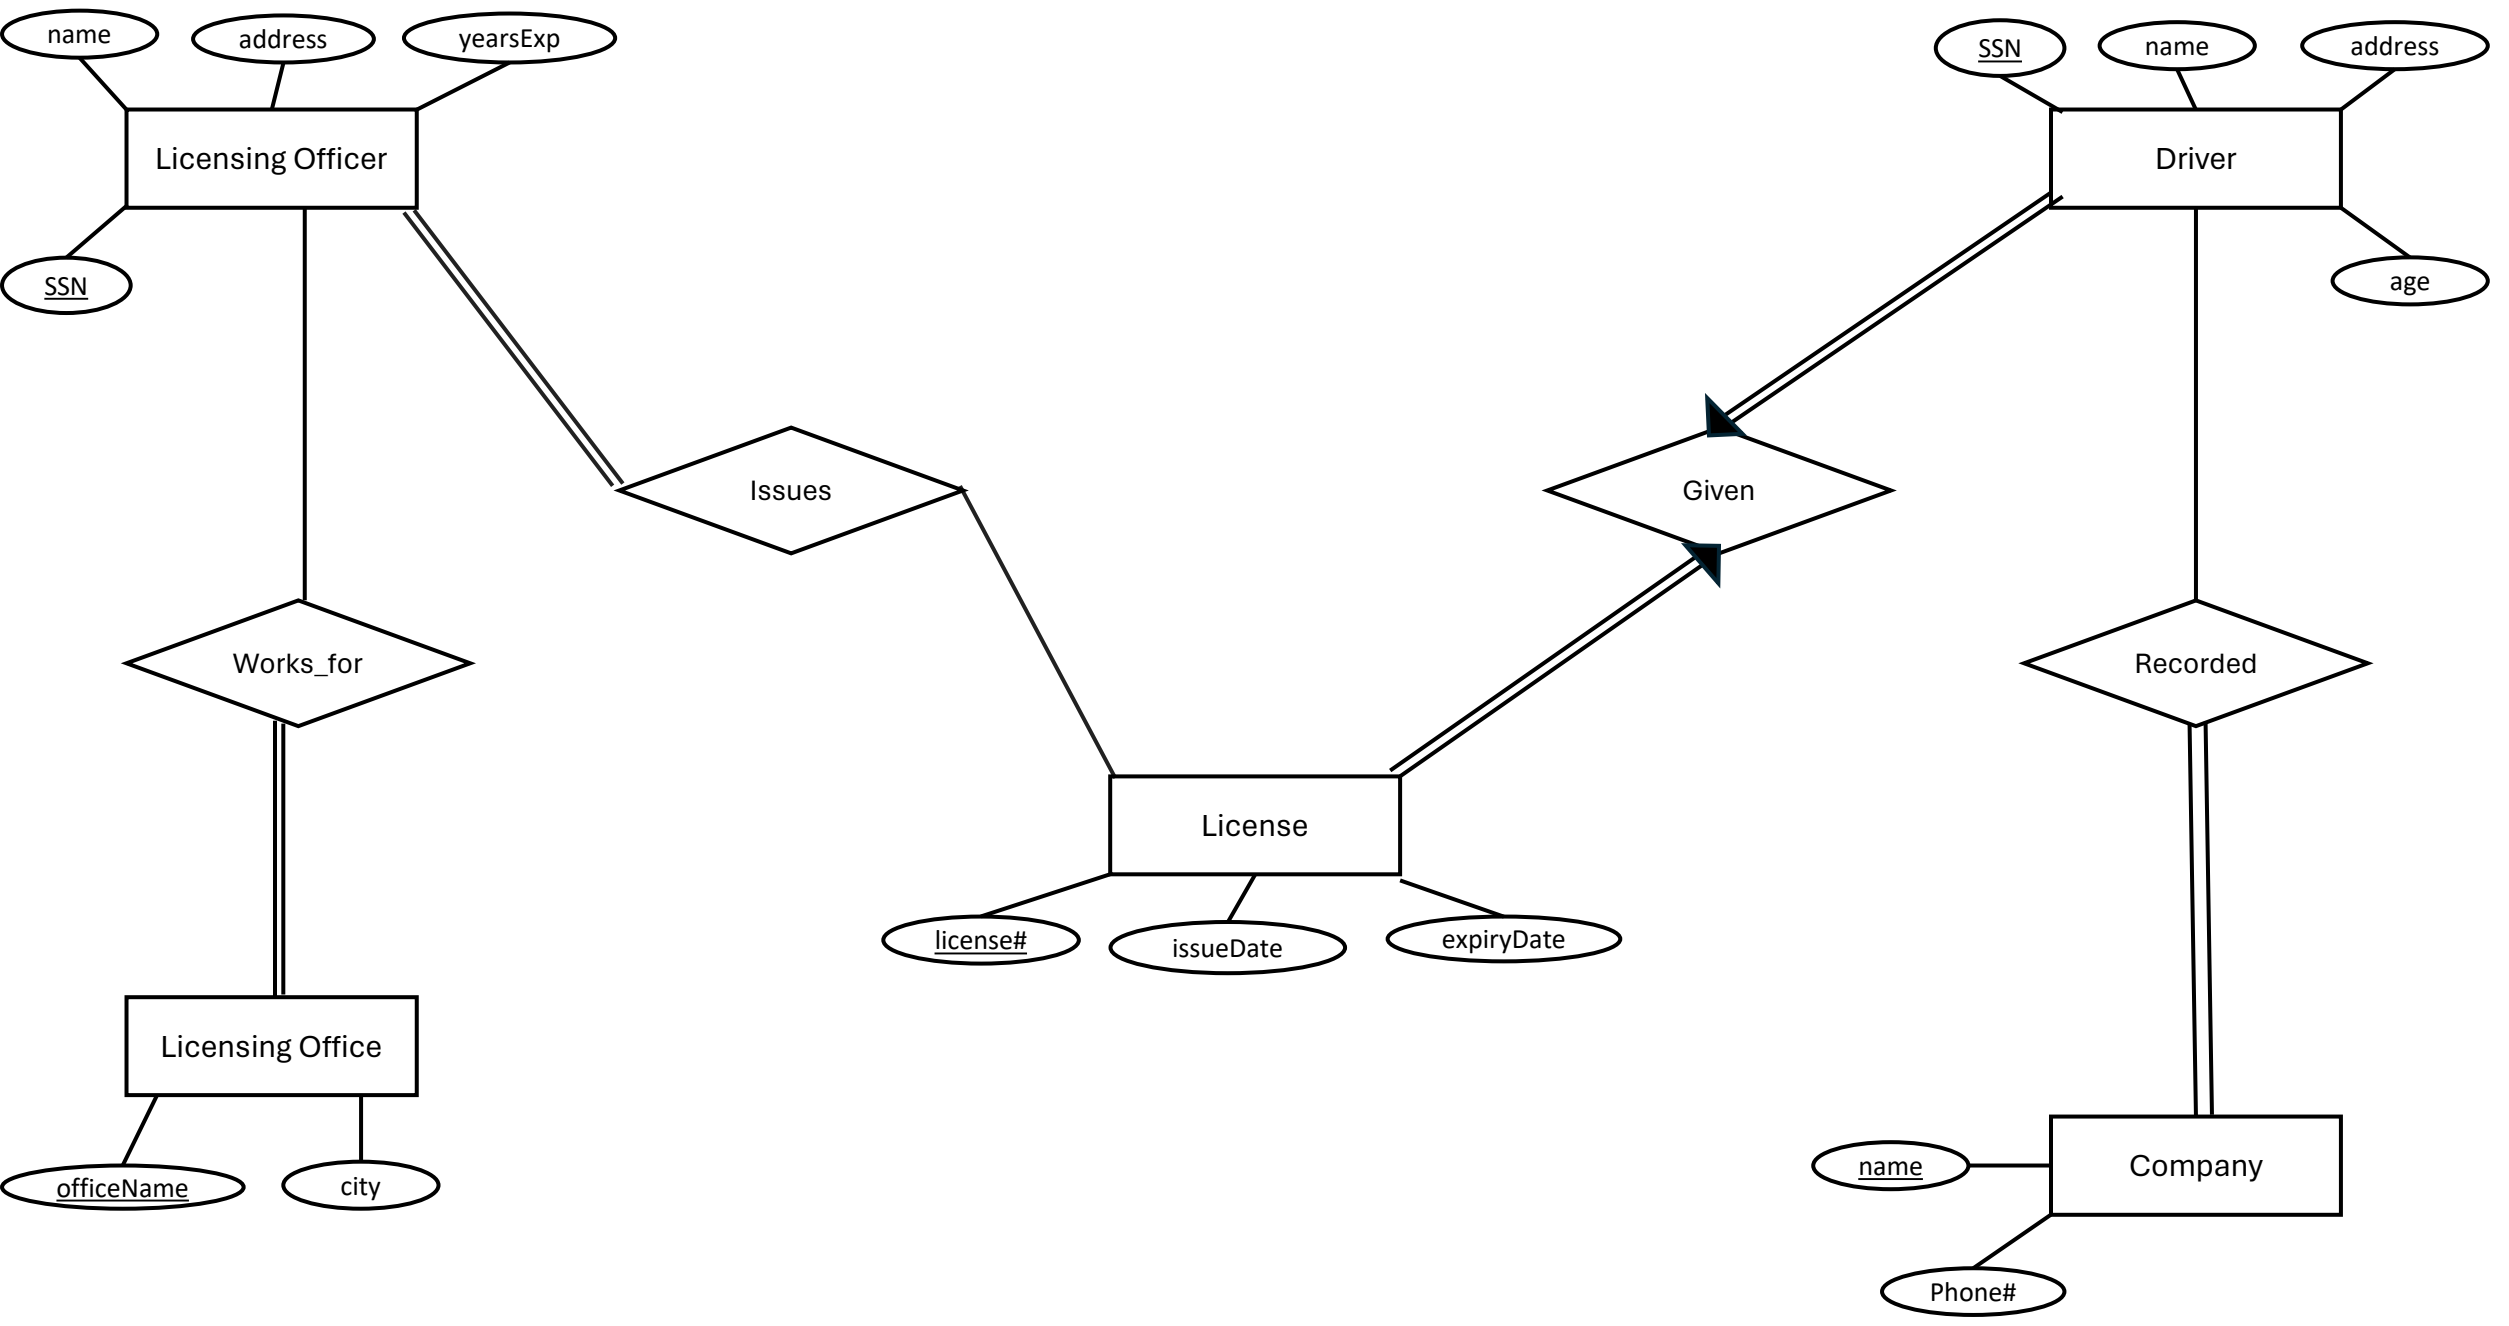 name
address
yearsExp
SSN
name
address
Licensing Officer
Driver
SSN
age
Issues
Given
Works_for
Recorded
License
license#
issueDate
expiryDate
Licensing Office
Company
officeName
city
name
Phone#